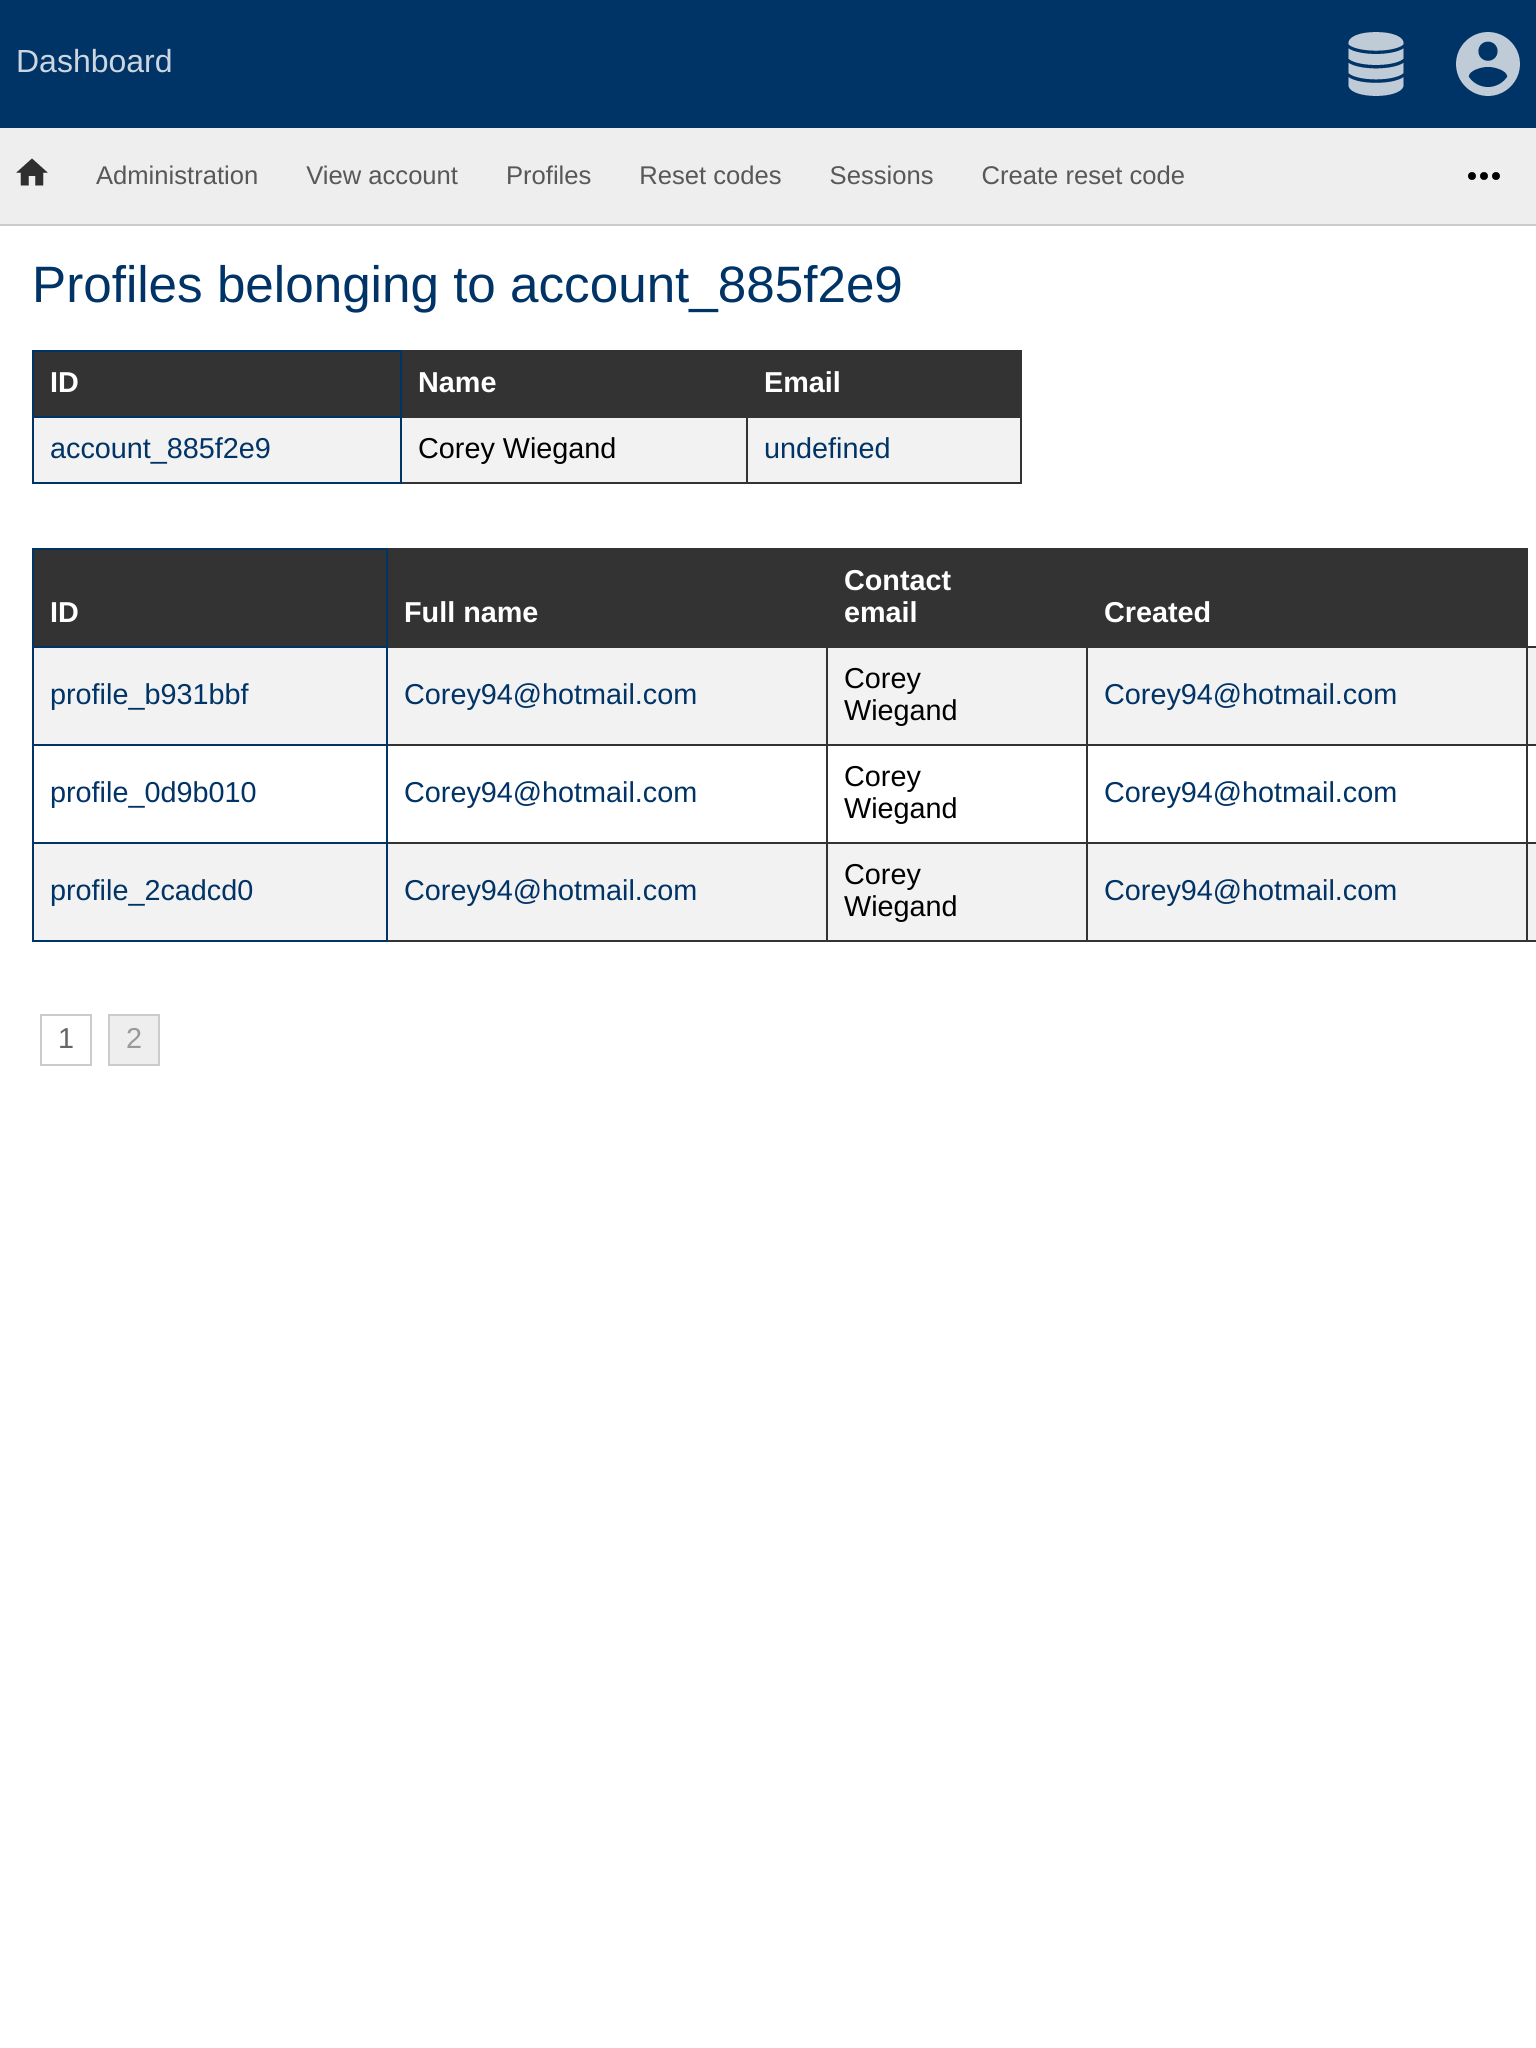 Dashboard
Administration View account Profiles Reset codes Sessions Create reset code
Profiles belonging to account_885f2e9
ID Name Email
account_885f2e9 Corey Wiegand undefined
ID Full name Contact email Created
profile_b931bbf Corey94@hotmail.com Corey Wiegand Corey94@hotmail.com
profile_0d9b010 Corey94@hotmail.com Corey Wiegand Corey94@hotmail.com
profile_2cadcd0 Corey94@hotmail.com Corey Wiegand Corey94@hotmail.com
1 2